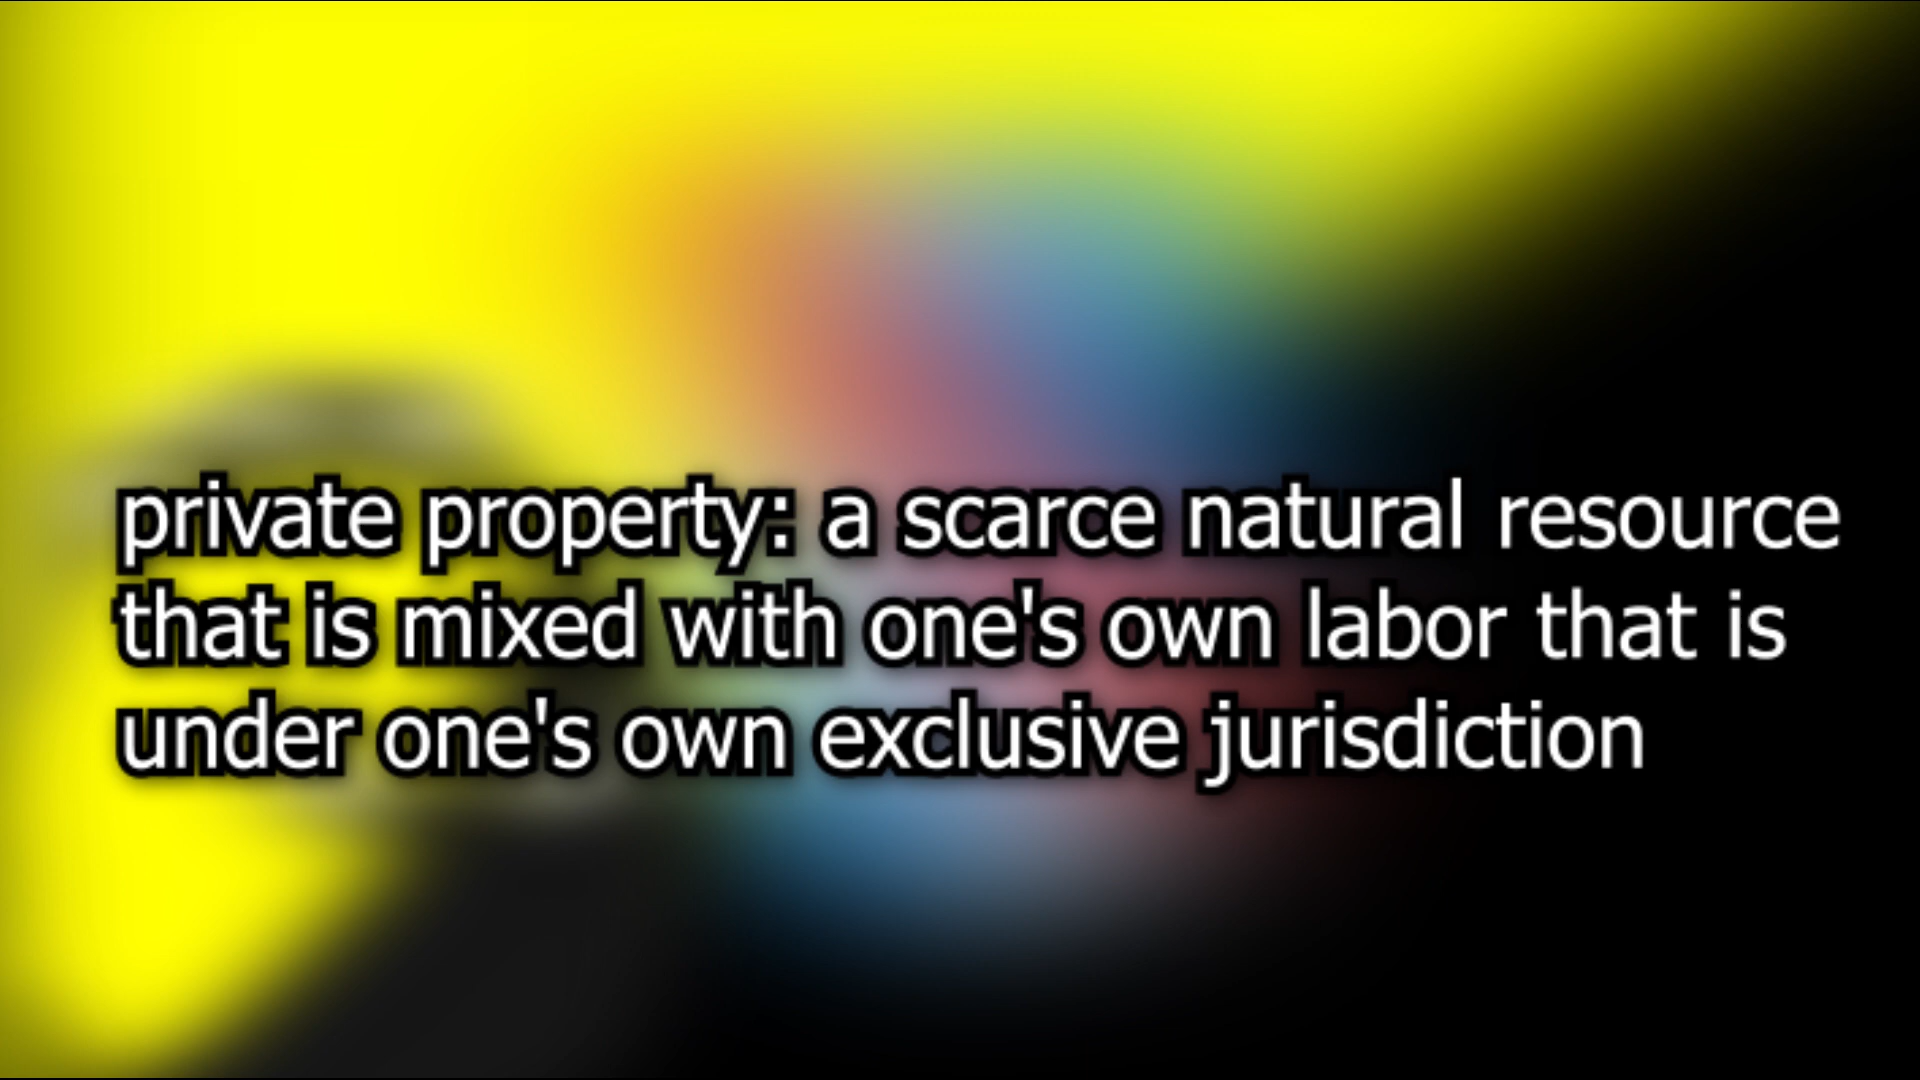 private property: a scarce natural resource
that is mixed with one's own labor that is
under one's own exclusive jurisdiction